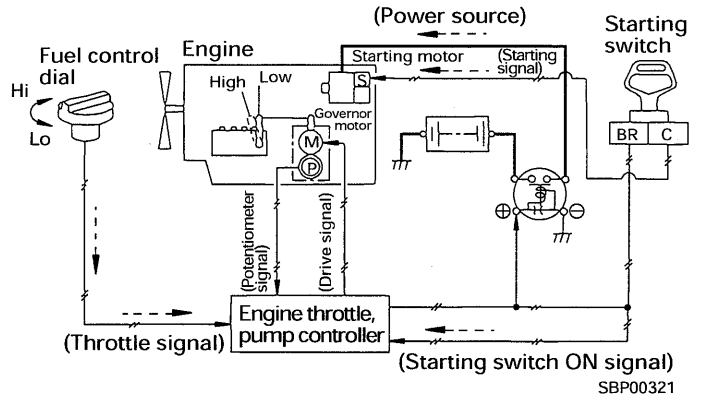 (Power source)
Starting
switch
Fuel control
dial
Engine
Starting motor
(Starting
signal)
Hi
Lo
High
Low
S
Governor
motor
M
P
BR
C
⊕
⊖
(Potentiometer
signal)
(Drive signal)
Engine throttle,
pump controller
(Throttle signal)
(Starting switch ON signal)
SBP00321